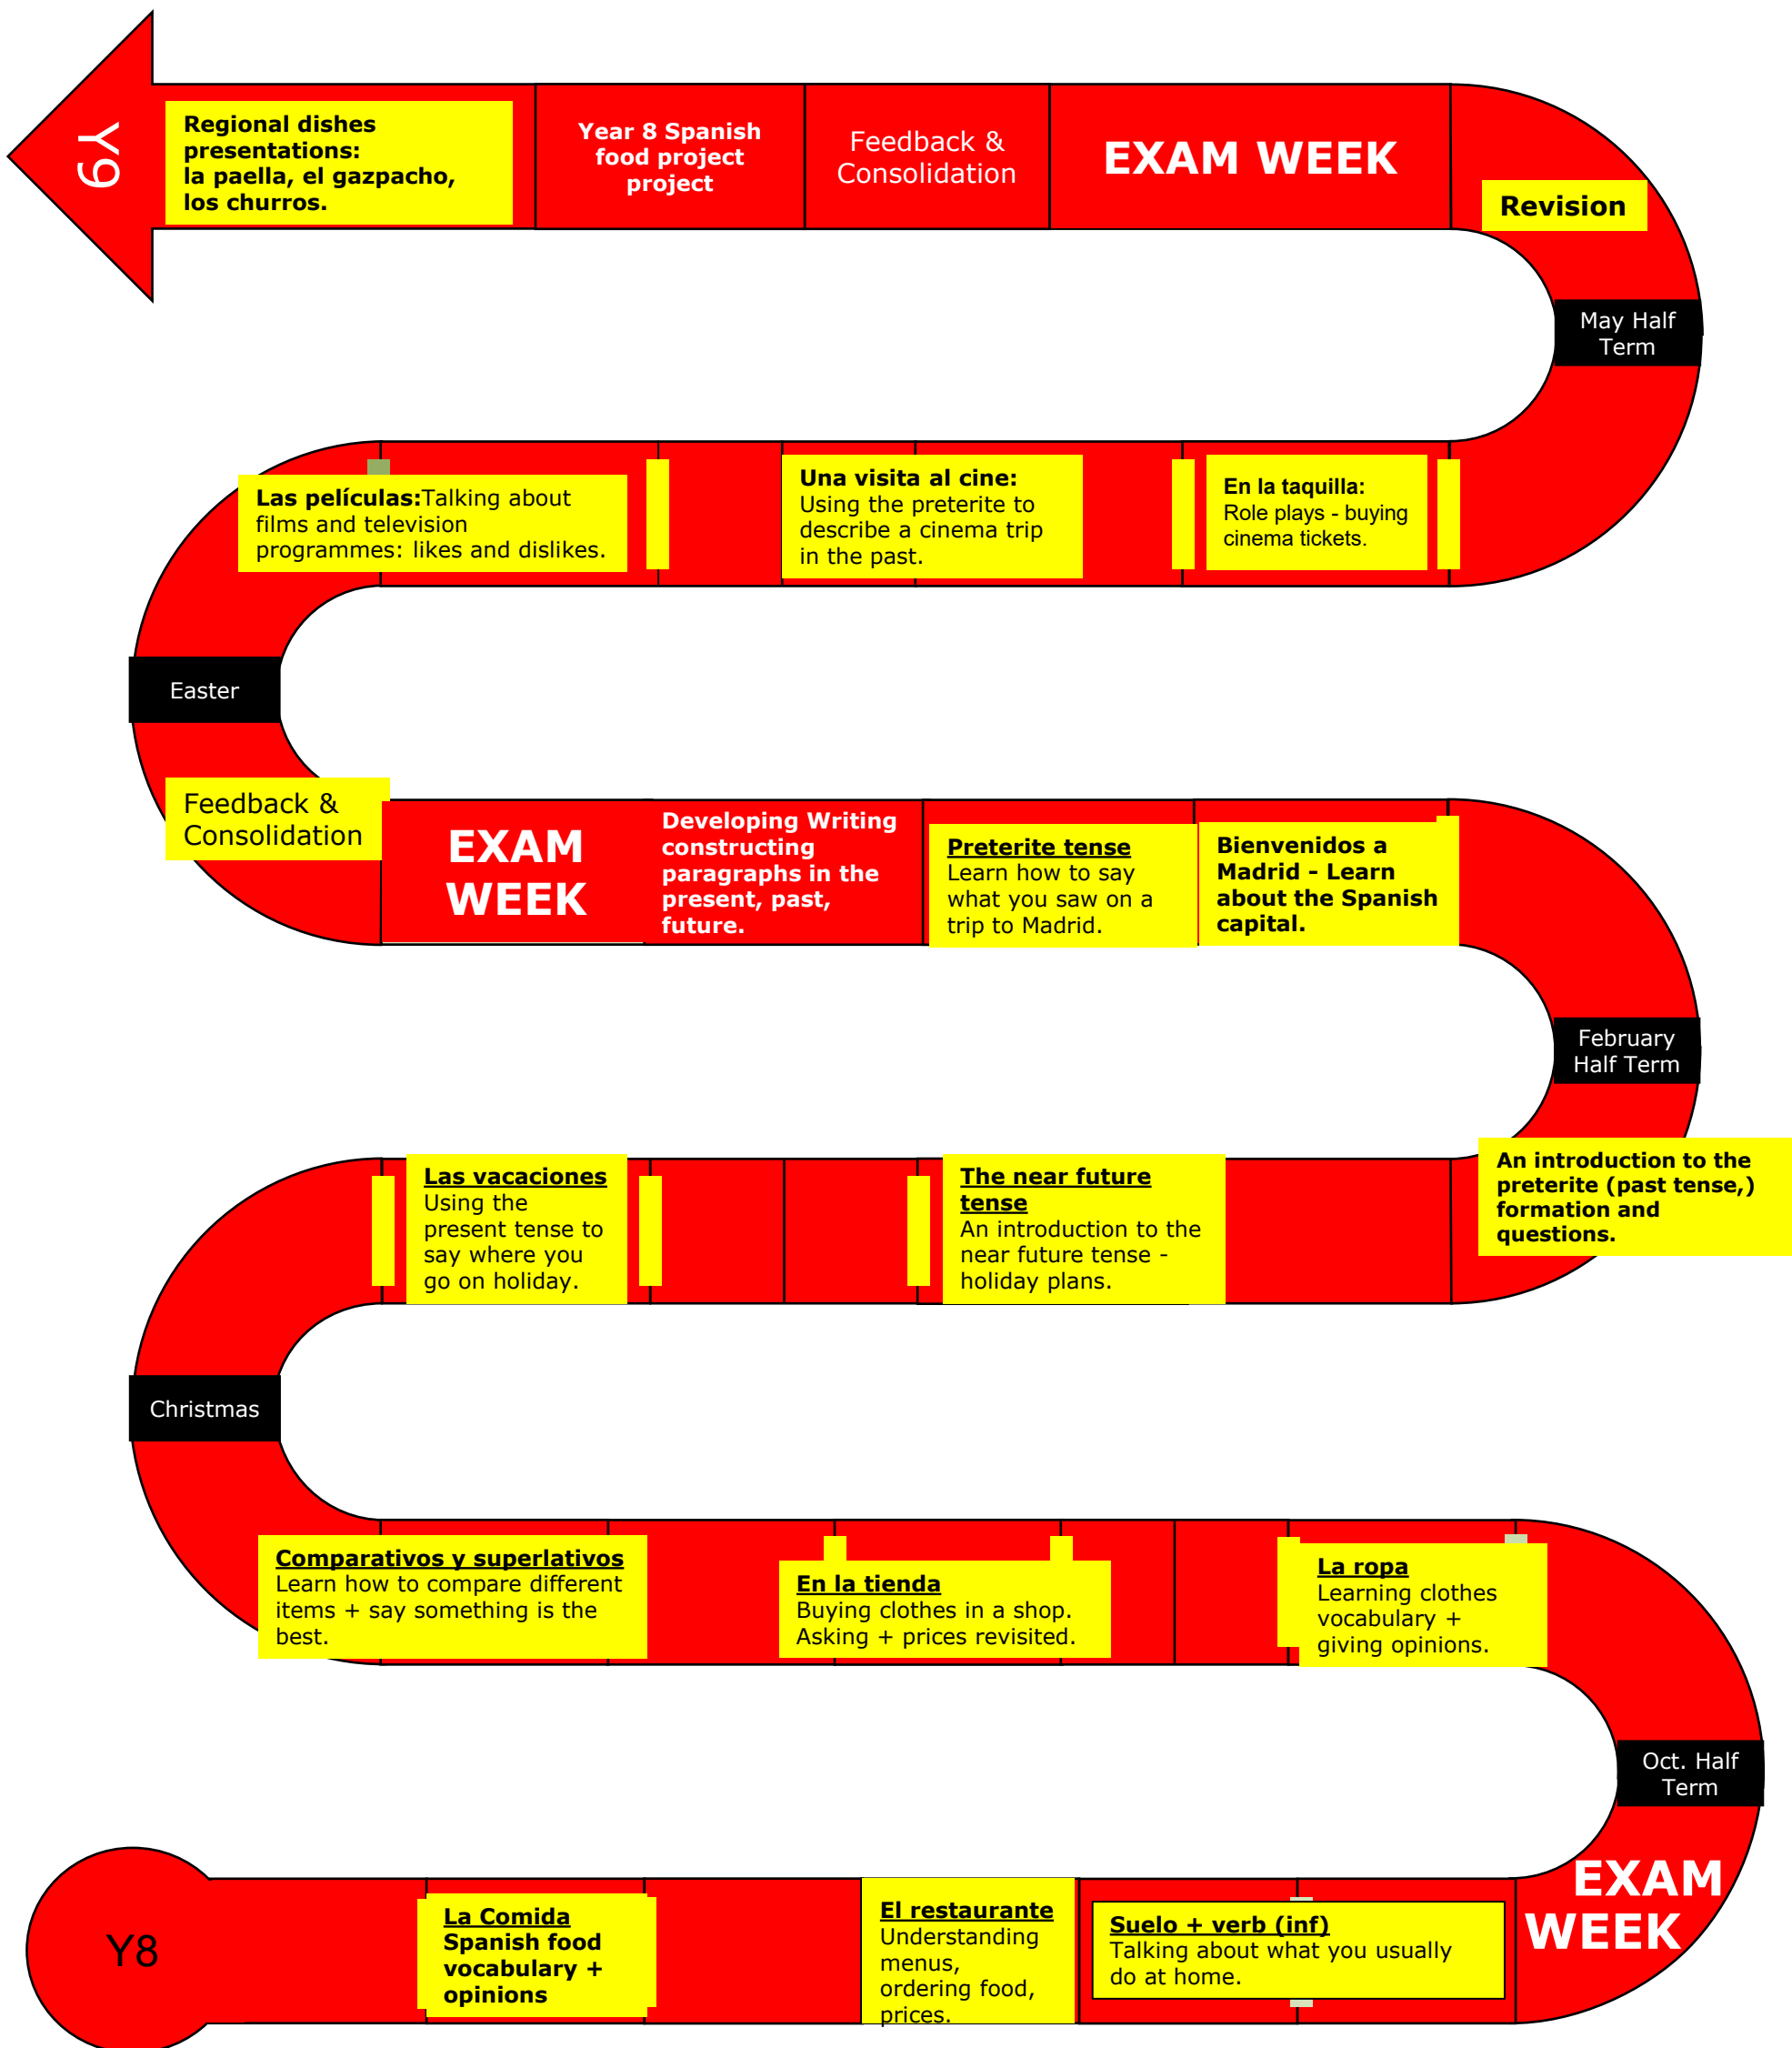 Y9
Regional dishes
presentations:
la paella, el gazpacho,
los churros.
Year 8 Spanish
food project
project
Feedback &
Consolidation
EXAM WEEK
Revision
May Half
Term
Las películas:Talking about
films and television
programmes: likes and dislikes.
Una visita al cine:
Using the preterite to
describe a cinema trip
in the past.
En la taquilla:
Role plays - buying
cinema tickets.
Easter
Feedback &
Consolidation
EXAM
WEEK
Developing Writing
constructing
paragraphs in the
present, past,
future.
Preterite tense
Learn how to say
what you saw on a
trip to Madrid.
Bienvenidos a
Madrid - Learn
about the Spanish
capital.
February
Half Term
Las vacaciones
Using the
present tense to
say where you
go on holiday.
The near future
tense
An introduction to the
near future tense -
holiday plans.
An introduction to the
preterite (past tense,)
formation and
questions.
Christmas
Comparativos y superlativos
Learn how to compare different
items + say something is the
best.
En la tienda
Buying clothes in a shop.
Asking + prices revisited.
La ropa
Learning clothes
vocabulary +
giving opinions.
Oct. Half
Term
Y8
La Comida
Spanish food
vocabulary +
opinions
El restaurante
Understanding
menus,
ordering food,
prices.
Suelo + verb (inf)
Talking about what you usually
do at home.
EXAM
WEEK